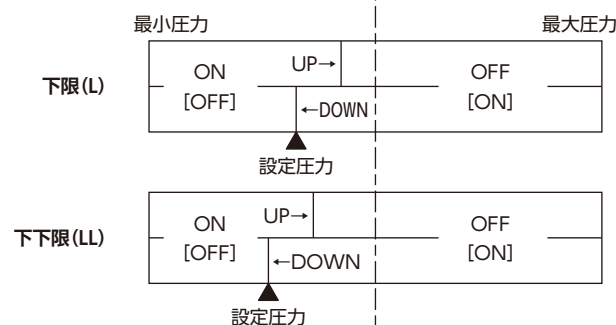 最小圧力 最大圧力
下限(L)
ON UP→ OFF
[OFF] ←DOWN [ON]
設定圧力
下下限(LL)
ON UP→ OFF
[OFF] ←DOWN [ON]
設定圧力